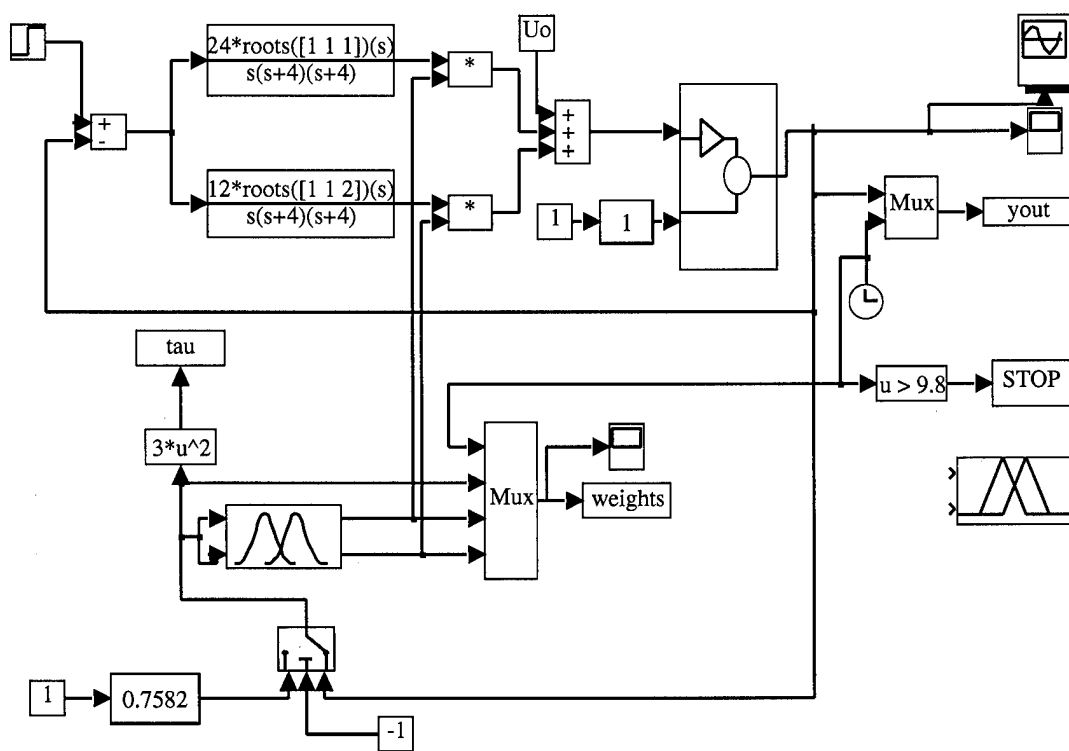 24*roots([1 1 1])(s)
s(s+4)(s+4)
*
Uo
+
-
+
+
+
12*roots([1 1 2])(s)
s(s+4)(s+4)
*
1
1
Mux
yout
tau
u > 9.8
STOP
3*u^2
Mux
weights
1
0.7582
-1